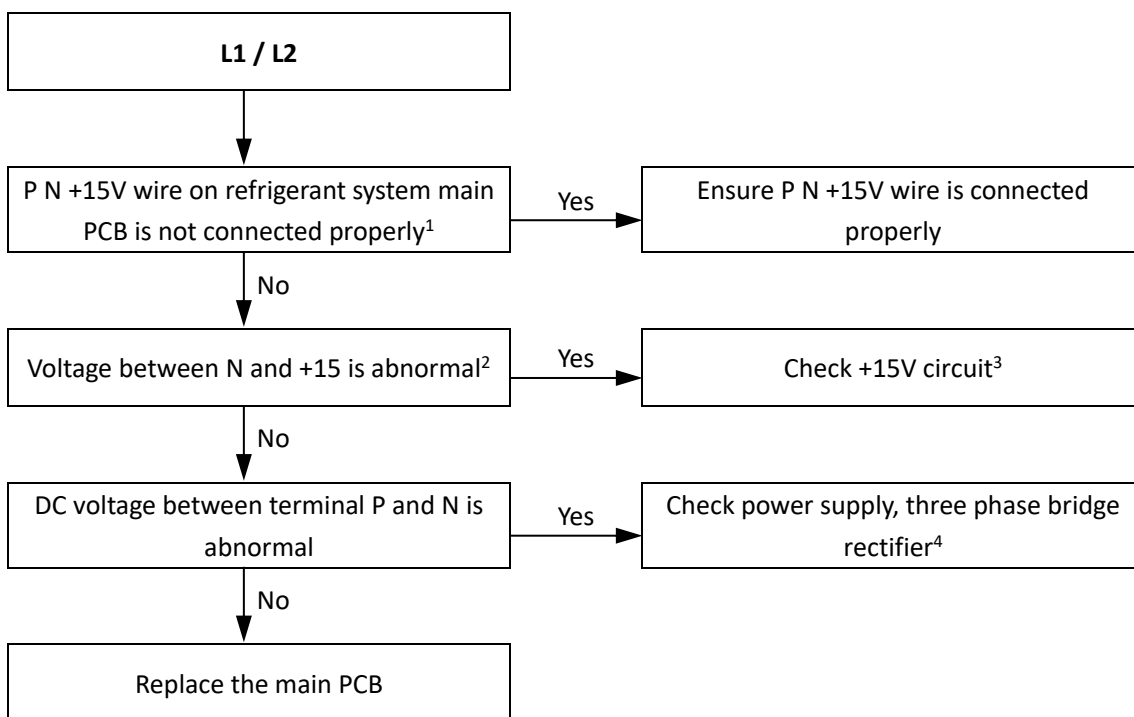 L1 / L2
P N +15V wire on refrigerant system main
PCB is not connected properly¹
Yes
Ensure P N +15V wire is connected
properly
No
Voltage between N and +15 is abnormal²
Yes
Check +15V circuit³
No
DC voltage between terminal P and N is
abnormal
Yes
Check power supply, three phase bridge
rectifier⁴
No
Replace the main PCB